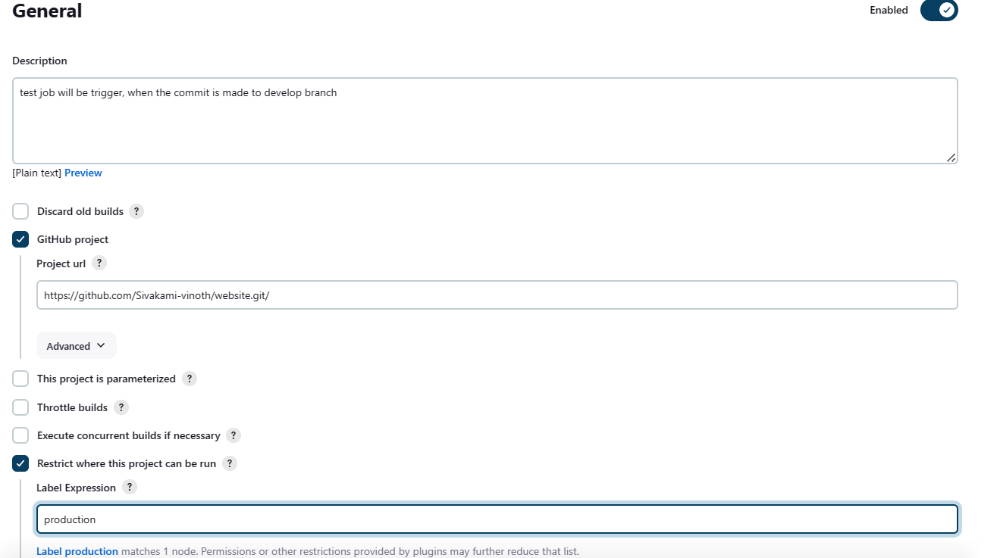 General
Enabled
Description
test job will be trigger, when the commit is made to develop branch
[Plain text] Preview
Discard old builds ?
GitHub project
Project url ?
https://github.com/Sivakami-vinoth/website.git/
Advanced
This project is parameterized ?
Throttle builds ?
Execute concurrent builds if necessary ?
Restrict where this project can be run ?
Label Expression ?
production
Label production matches 1 node. Permissions or other restrictions provided by plugins may further reduce that list.